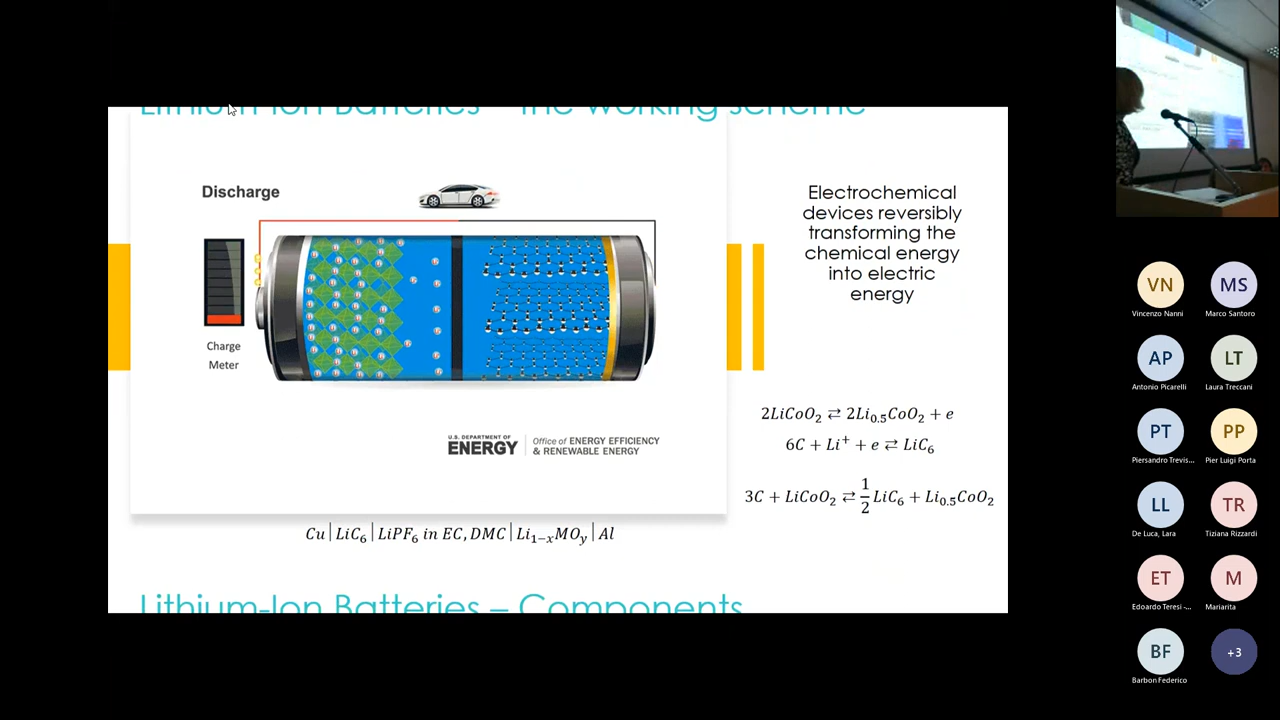 Lithium-Ion Batteries – the working scheme
Discharge
Charge
Meter
U.S. DEPARTMENT OF
ENERGY
Office of ENERGY EFFICIENCY
& RENEWABLE ENERGY
Electrochemical
devices reversibly
transforming the
chemical energy
into electric
energy
2LiCoO₂ ⇄ 2Li₀.₅CoO₂ + e
6C + Li⁺ + e ⇄ LiC₆
3C + LiCoO₂ ⇄ 1/2 LiC₆ + Li₀.₅CoO₂
Cu|LiC₆|LiPF₆ in EC, DMC|Li₁₋ₓMOᵧ|Al
Lithium-Ion Batteries – Components
VN
Vincenzo Nanni
MS
Marco Santoro
AP
Antonio Picarelli
LT
Laura Treccani
PT
Piersandro Trevis...
PP
Pier Luigi Porta
LL
De Luca, Lara
TR
Tiziana Rizzardi
ET
Edoardo Teresi -...
M
Mariarita
BF
Barbon Federico
+3